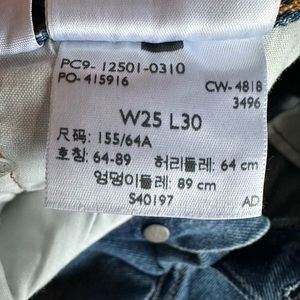 PC9- 12501-0310
PO- 415916 CW- 4818
3496
W25 L30
尺码: 155/64A
호칭: 64-89 허리둘레: 64 cm
엉덩이둘레: 89 cm
S40197 AD